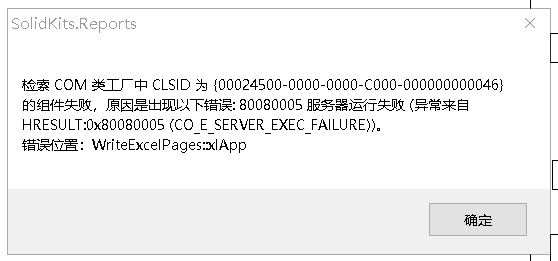 SolidKits.Reports
检索 COM 类工厂中 CLSID 为 {00024500-0000-0000-C000-000000000046}
的组件失败，原因是出现以下错误: 80080005 服务器运行失败 (异常来自
HRESULT:0x80080005 (CO_E_SERVER_EXEC_FAILURE))。
错误位置：WriteExcelPages::xlApp
确定